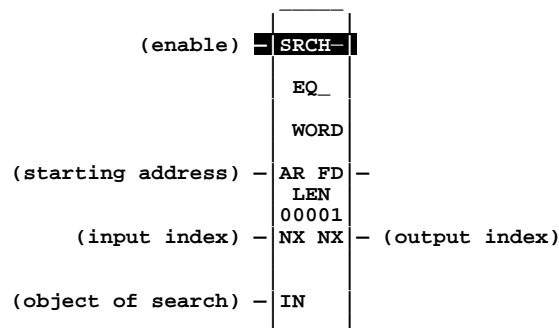 (enable) SRCH
EQ_
WORD
(starting address) AR FD
LEN
00001
(input index) NX NX (output index)
(object of search) IN